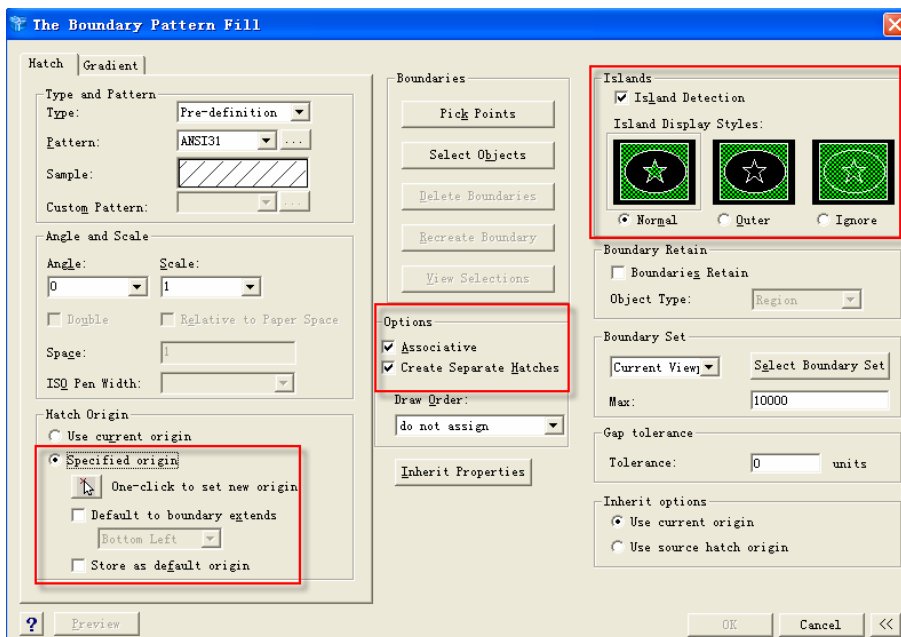 The Boundary Pattern Fill
Hatch
Gradient
Type and Pattern
Type:
Pre-definition
Pattern:
ANSI31
...
Sample:
Custom Pattern:
...
Angle and Scale
Angle:
Scale:
0
1
Double
Relative to Paper Space
Space:
1
ISO Pen Width:
Hatch Origin
Use current origin
Specified origin
One-click to set new origin
Default to boundary extends
Bottom Left
Store as default origin
Boundaries
Pick Points
Select Objects
Delete Boundaries
Recreate Boundary
View Selections
Options
Associative
Create Separate Hatches
Draw Order:
do not assign
Inherit Properties
Islands
Island Detection
Island Display Styles:
Normal
Outer
Ignore
Boundary Retain
Boundaries Retain
Object Type:
Region
Boundary Set
Current View
Select Boundary Set
Max:
10000
Gap tolerance
Tolerance:
0
units
Inherit options
Use current origin
Use source hatch origin
?
Preview
OK
Cancel
<<